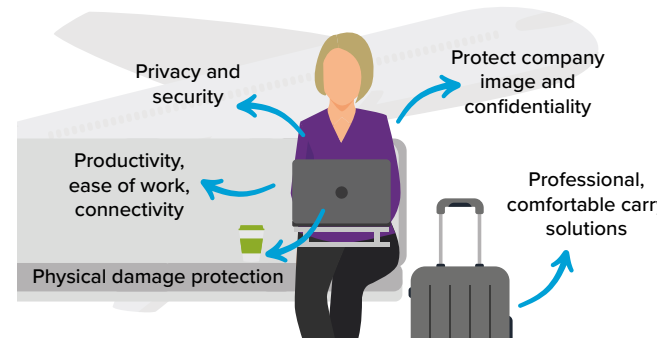 Privacy and
security
Protect company
image and
confidentiality
Productivity,
ease of work,
connectivity
Professional,
comfortable carr
solutions
Physical damage protection